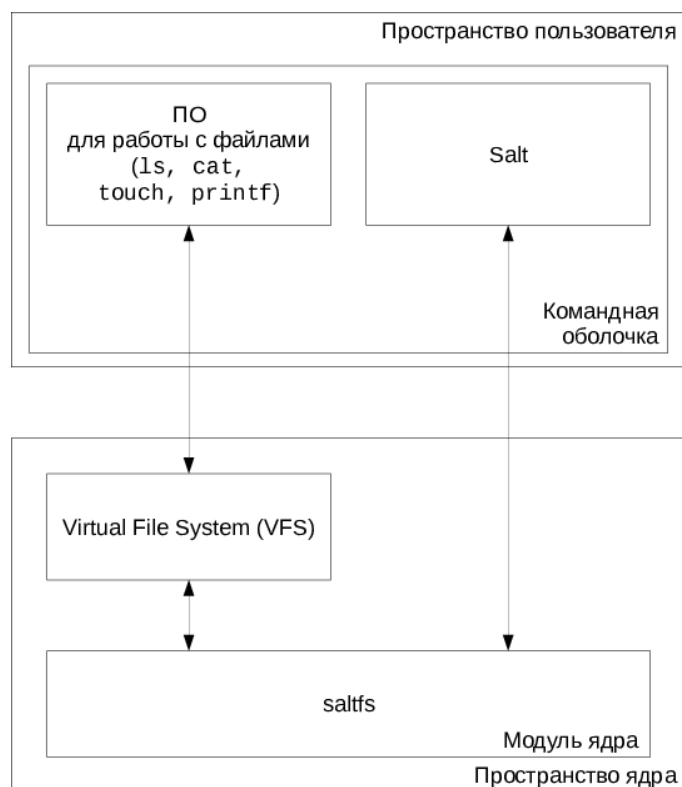 Пространство пользователя
ПО
для работы с файлами
(ls, cat,
touch, printf)
Salt
Командная
оболочка
Virtual File System (VFS)
saltfs
Модуль ядра
Пространство ядра